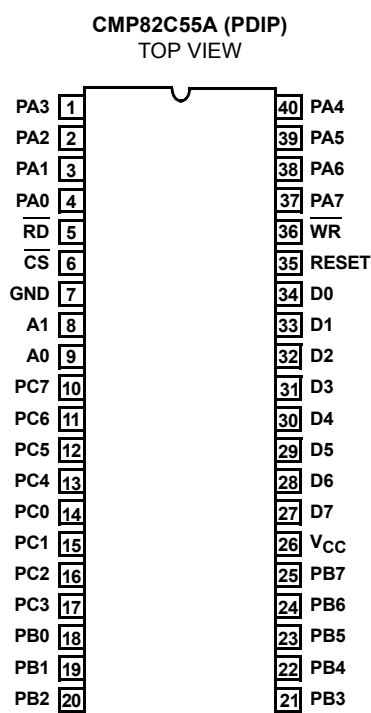 CMP82C55A (PDIP)
TOP VIEW
PA3 1 40 PA4
PA2 2 39 PA5
PA1 3 38 PA6
PA0 4 37 PA7
RD 5 36 WR
CS 6 35 RESET
GND 7 34 D0
A1 8 33 D1
A0 9 32 D2
PC7 10 31 D3
PC6 11 30 D4
PC5 12 29 D5
PC4 13 28 D6
PC0 14 27 D7
PC1 15 26 VCC
PC2 16 25 PB7
PC3 17 24 PB6
PB0 18 23 PB5
PB1 19 22 PB4
PB2 20 21 PB3